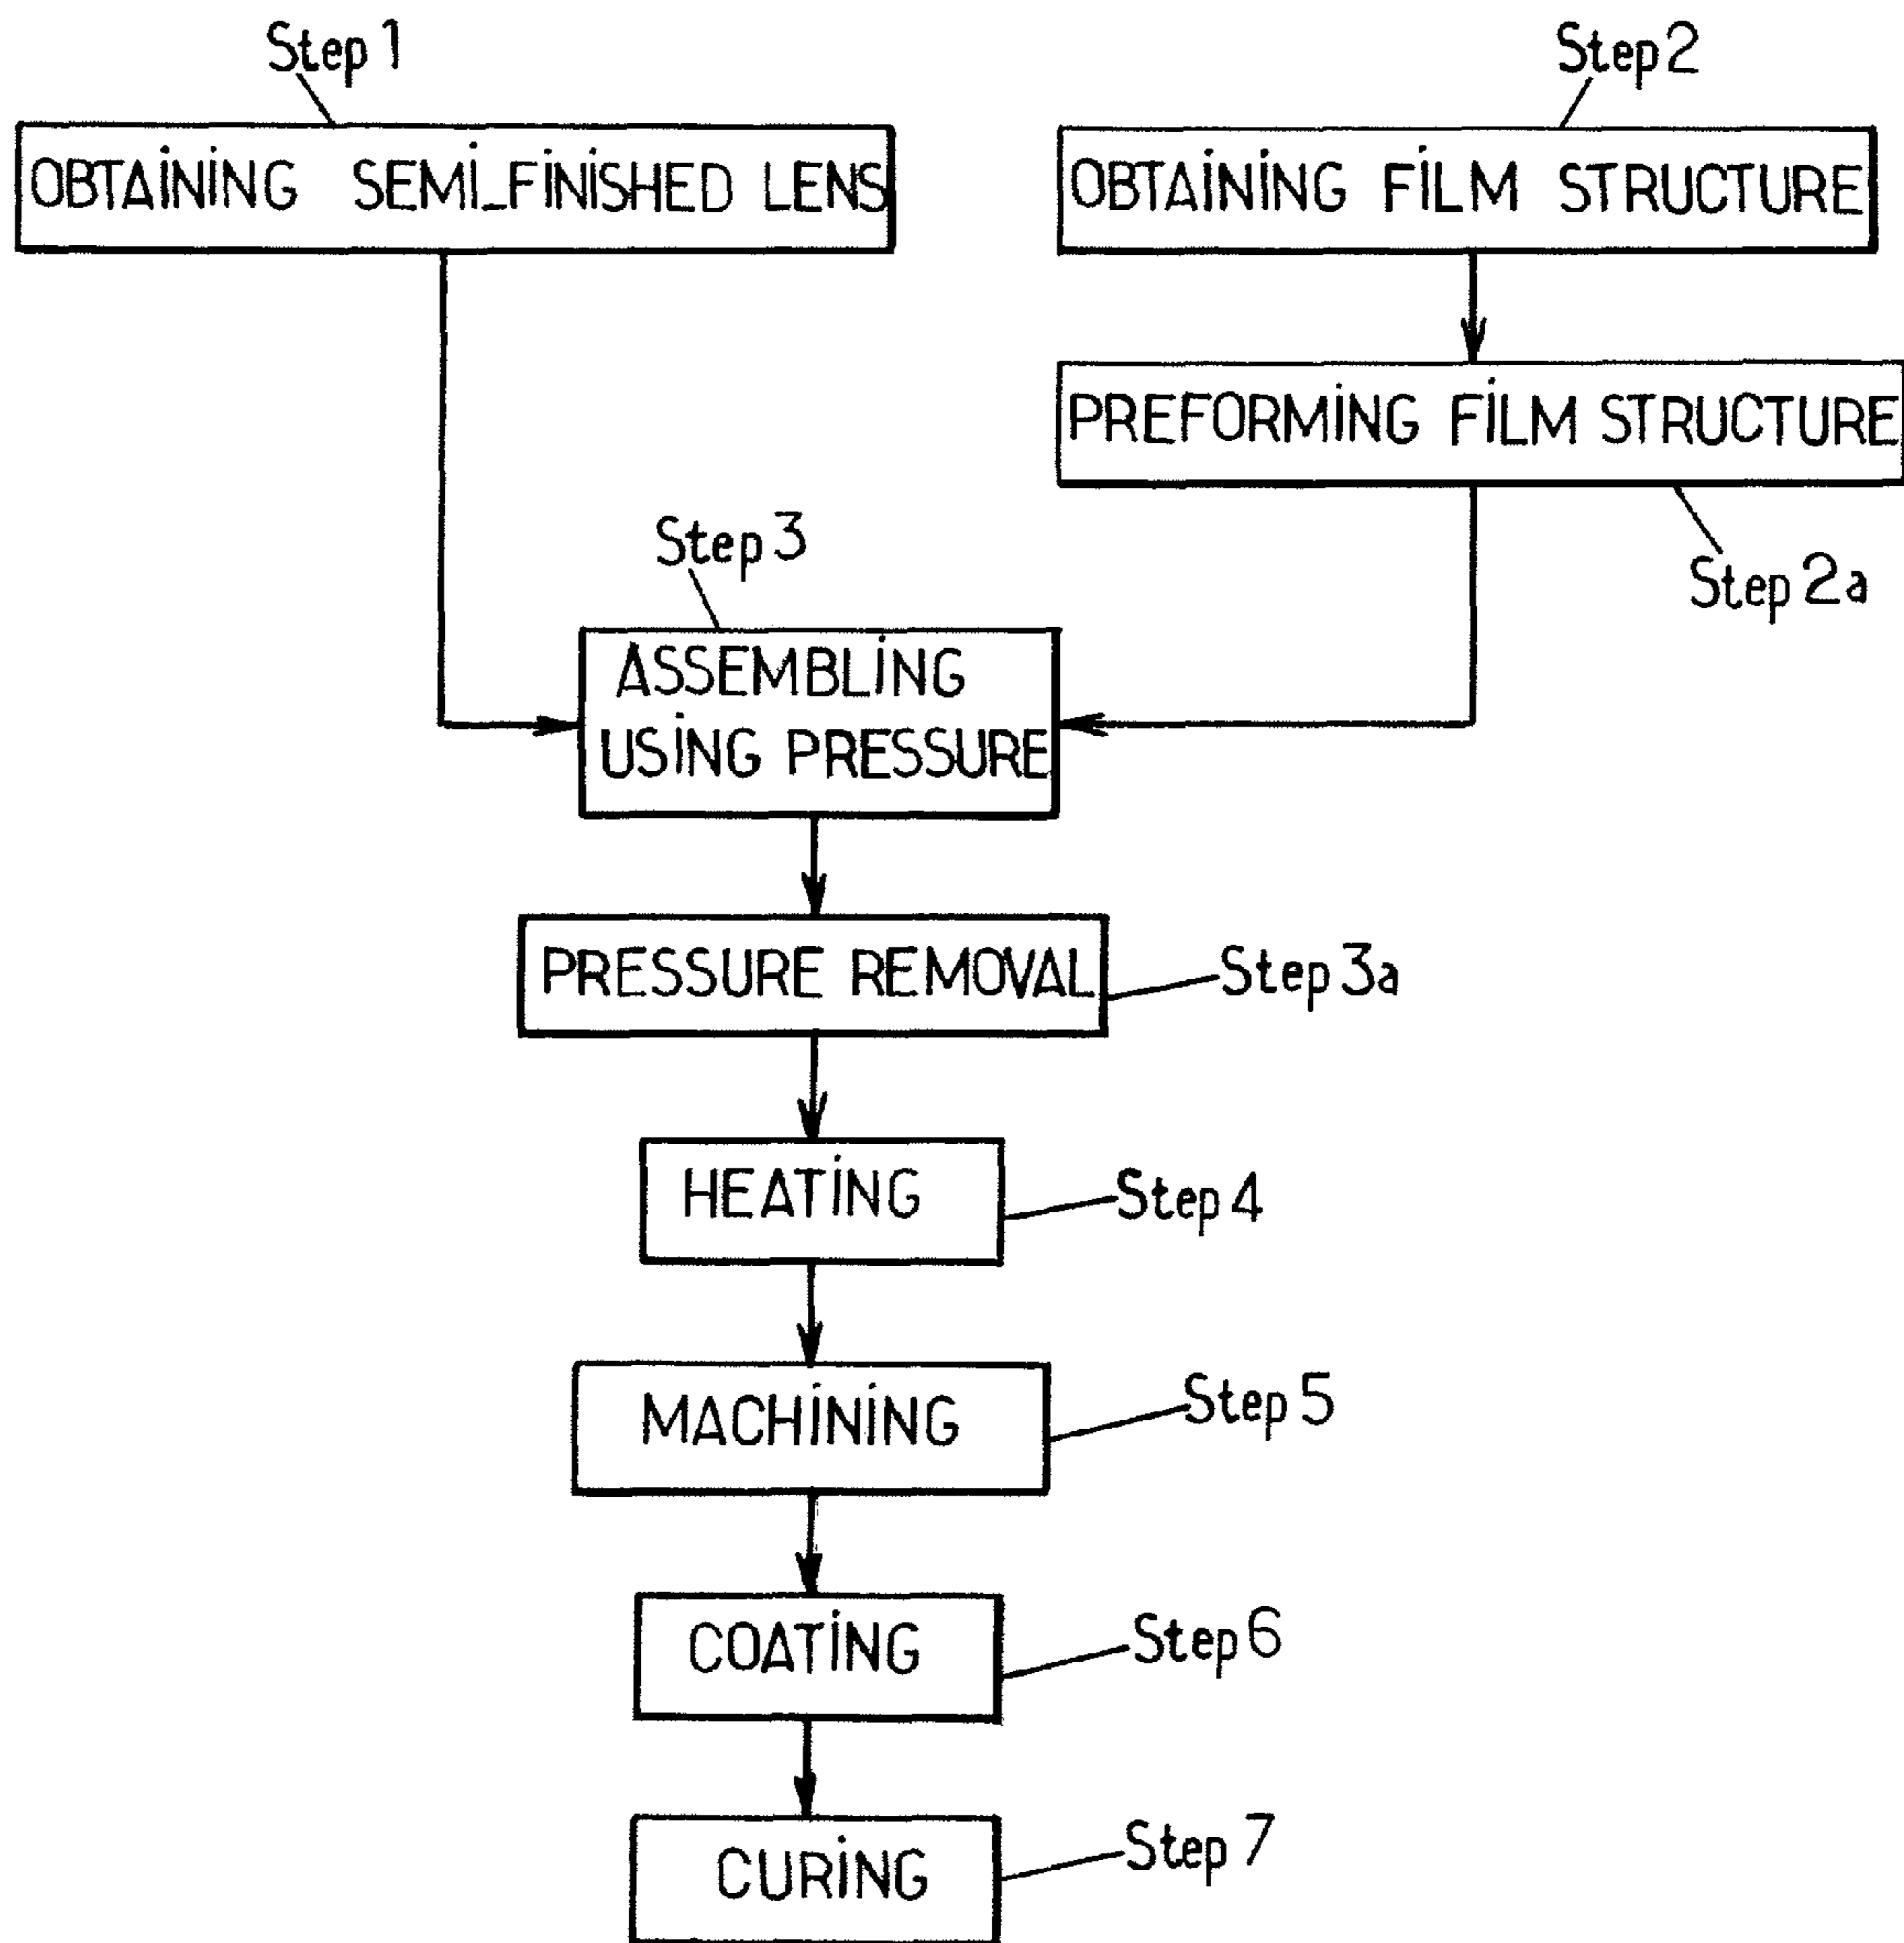 Step 1
Step 2
OBTAINING SEMI_FINISHED LENS
OBTAINING FILM STRUCTURE
PREFORMING FILM STRUCTURE
Step 2a
Step 3
ASSEMBLING
USING PRESSURE
PRESSURE REMOVAL
Step 3a
HEATING
Step 4
MACHINING
Step 5
COATING
Step 6
CURING
Step 7